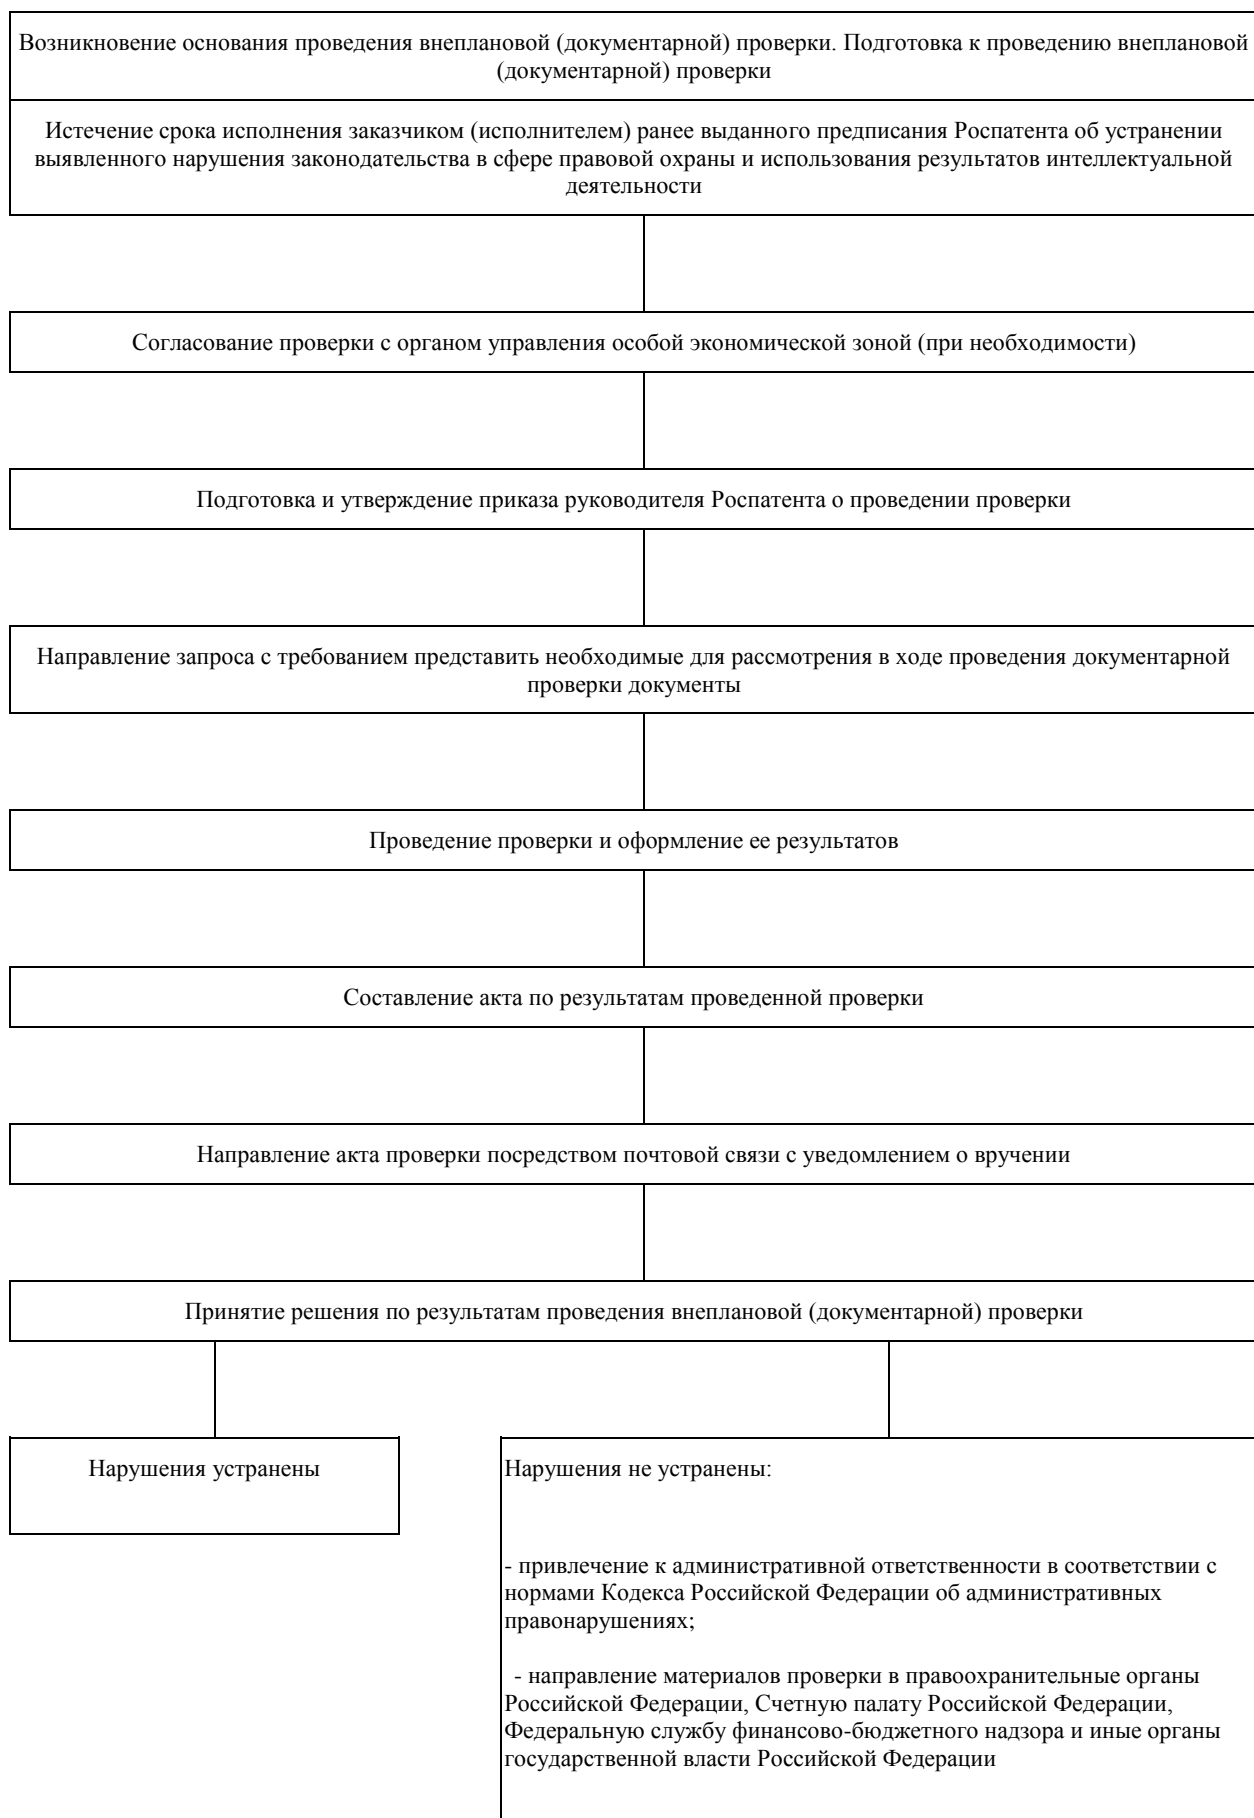 Возникновение основания проведения внеплановой (документарной) проверки. Подготовка к проведению внеплановой
(документарной) проверки
Истечение срока исполнения заказчиком (исполнителем) ранее выданного предписания Роспатента об устранении
выявленного нарушения законодательства в сфере правовой охраны и использования результатов интеллектуальной
деятельности
Согласование проверки с органом управления особой экономической зоной (при необходимости)
Подготовка и утверждение приказа руководителя Роспатента о проведении проверки
Направление запроса с требованием представить необходимые для рассмотрения в ходе проведения документарной
проверки документы
Проведение проверки и оформление ее результатов
Составление акта по результатам проведенной проверки
Направление акта проверки посредством почтовой связи с уведомлением о вручении
Принятие решения по результатам проведения внеплановой (документарной) проверки
Нарушения устранены
Нарушения не устранены:
- привлечение к административной ответственности в соответствии с
нормами Кодекса Российской Федерации об административных
правонарушениях;
- направление материалов проверки в правоохранительные органы
Российской Федерации, Счетную палату Российской Федерации,
Федеральную службу финансово-бюджетного надзора и иные органы
государственной власти Российской Федерации